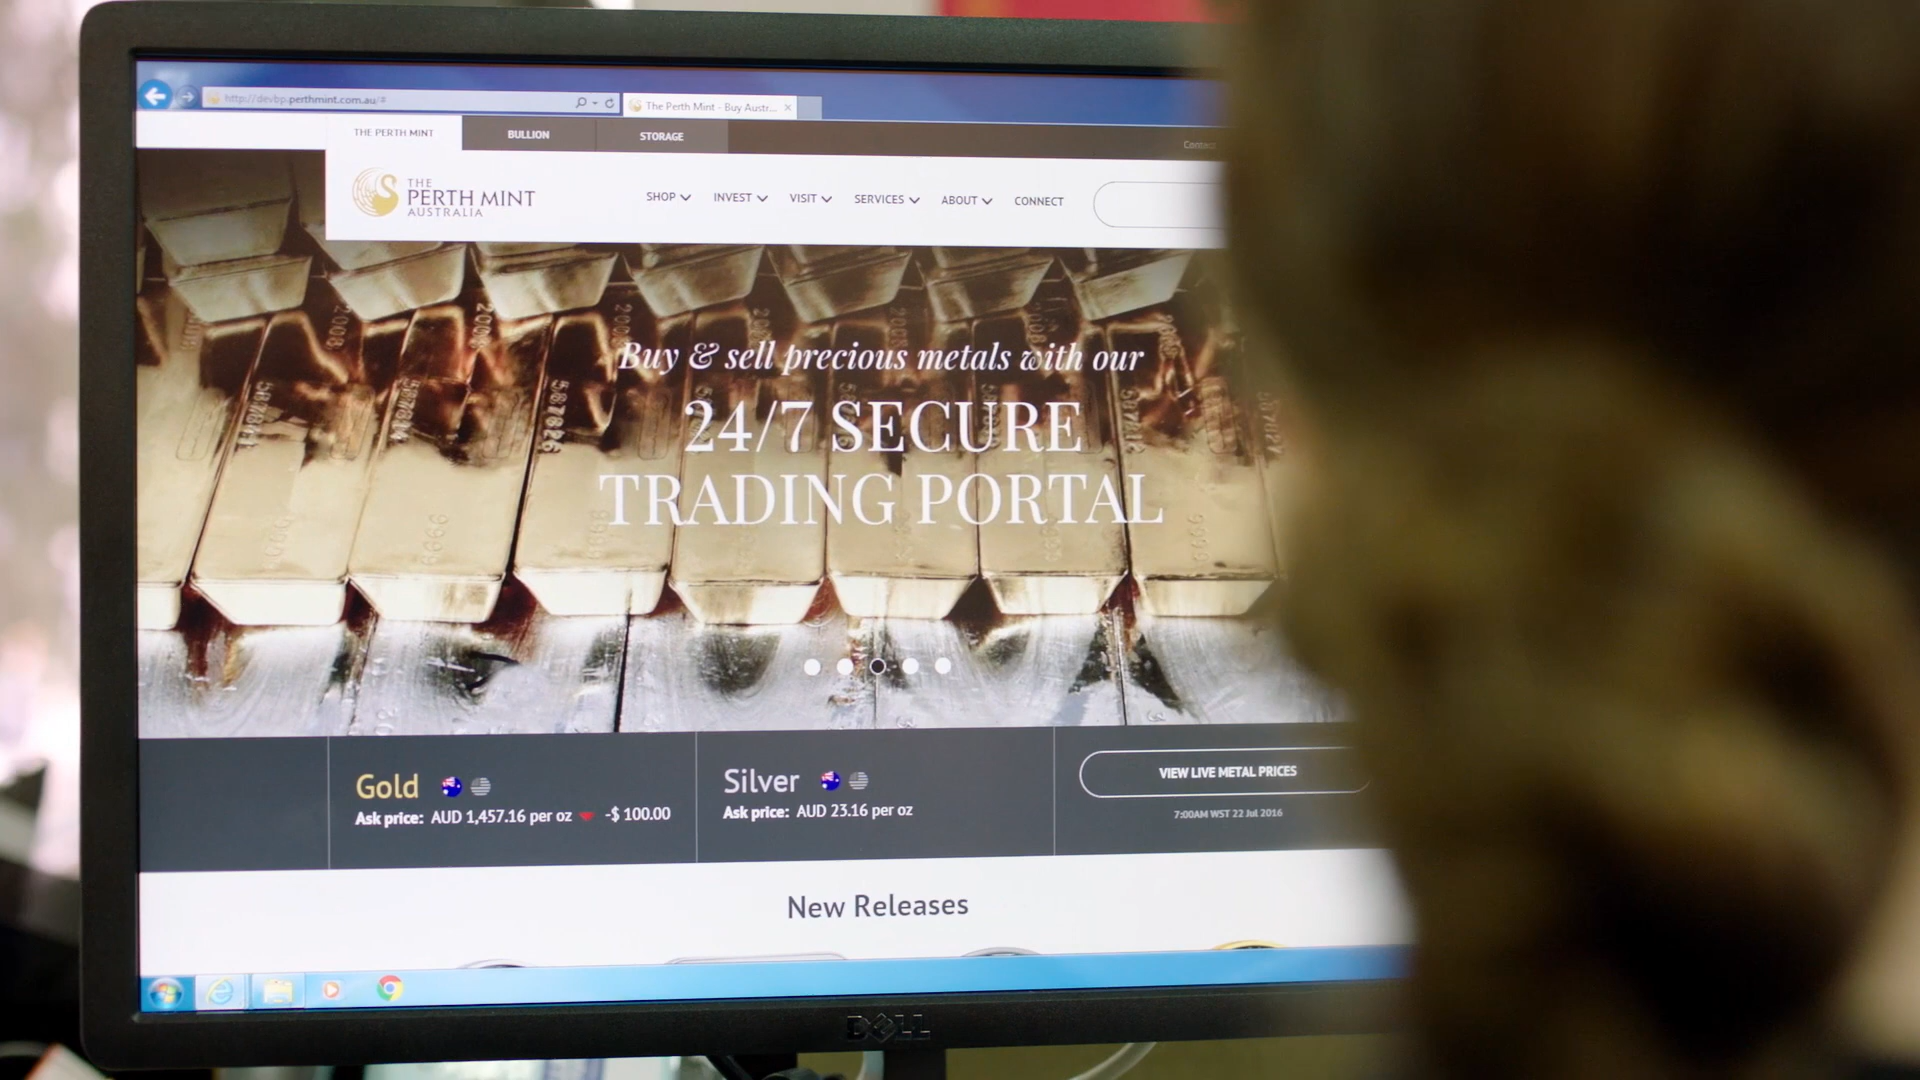 http://devbp.perthmint.com.au/#
The Perth Mint - Buy Austr...
THE PERTH MINT
BULLION
STORAGE
Contact
THE
PERTH MINT
AUSTRALIA
SHOP
INVEST
VISIT
SERVICES
ABOUT
CONNECT
Buy & sell precious metals with our
24/7 SECURE
TRADING PORTAL
Gold
Ask price: AUD 1,457.16 per oz -$ 100.00
Silver
Ask price: AUD 23.16 per oz
VIEW LIVE METAL PRICES
7:00AM WST 22 Jul 2016
New Releases
DELL